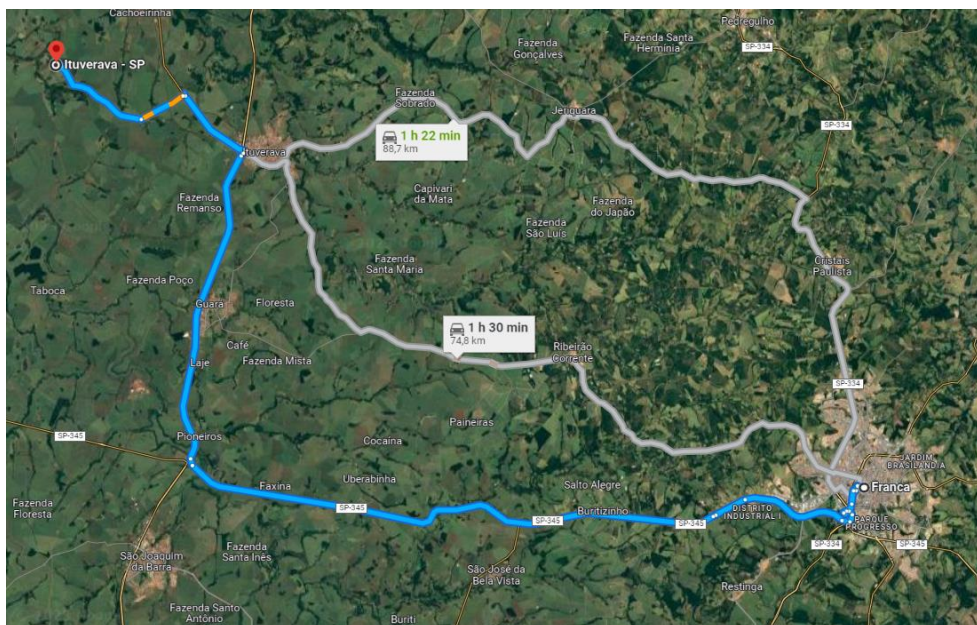 Cachoeirinha
Pedregulho
Fazenda Santa
Hermínia
Fazenda
Gonçalves
SP-334
Ituverava - SP
Fazenda
Sobrado
Jeriquara
SP-334
1 h 22 min
88,7 km
Ituverava
Capivari
da Mata
Fazenda
Remanso
Fazenda
do Japão
Fazenda
São Luís
Fazenda
Santa Maria
Cristais
Paulista
Fazenda Poço
Taboca
Guará
Floresta
1 h 30 min
74,8 km
Café
Fazenda Mista
Laje
Ribeirão
Corrente
SP-334
Paineiras
Pioneiros
SP-345
Cocaina
JARDIM
BRASILÂNDIA
Uberabinha
Faxina
Salto Alegre
Franca
Fazenda
Floresta
SP-345
SP-345
Buritizinho
SP-345
DISTRITO
INDUSTRIAL I
PARQUE
PROGRESSO
SP-334
SP-345
São Joaquim
da Barra
Fazenda
Santa Inês
São José da
Bela Vista
Restinga
Fazenda Santo
Antônio
Buriti